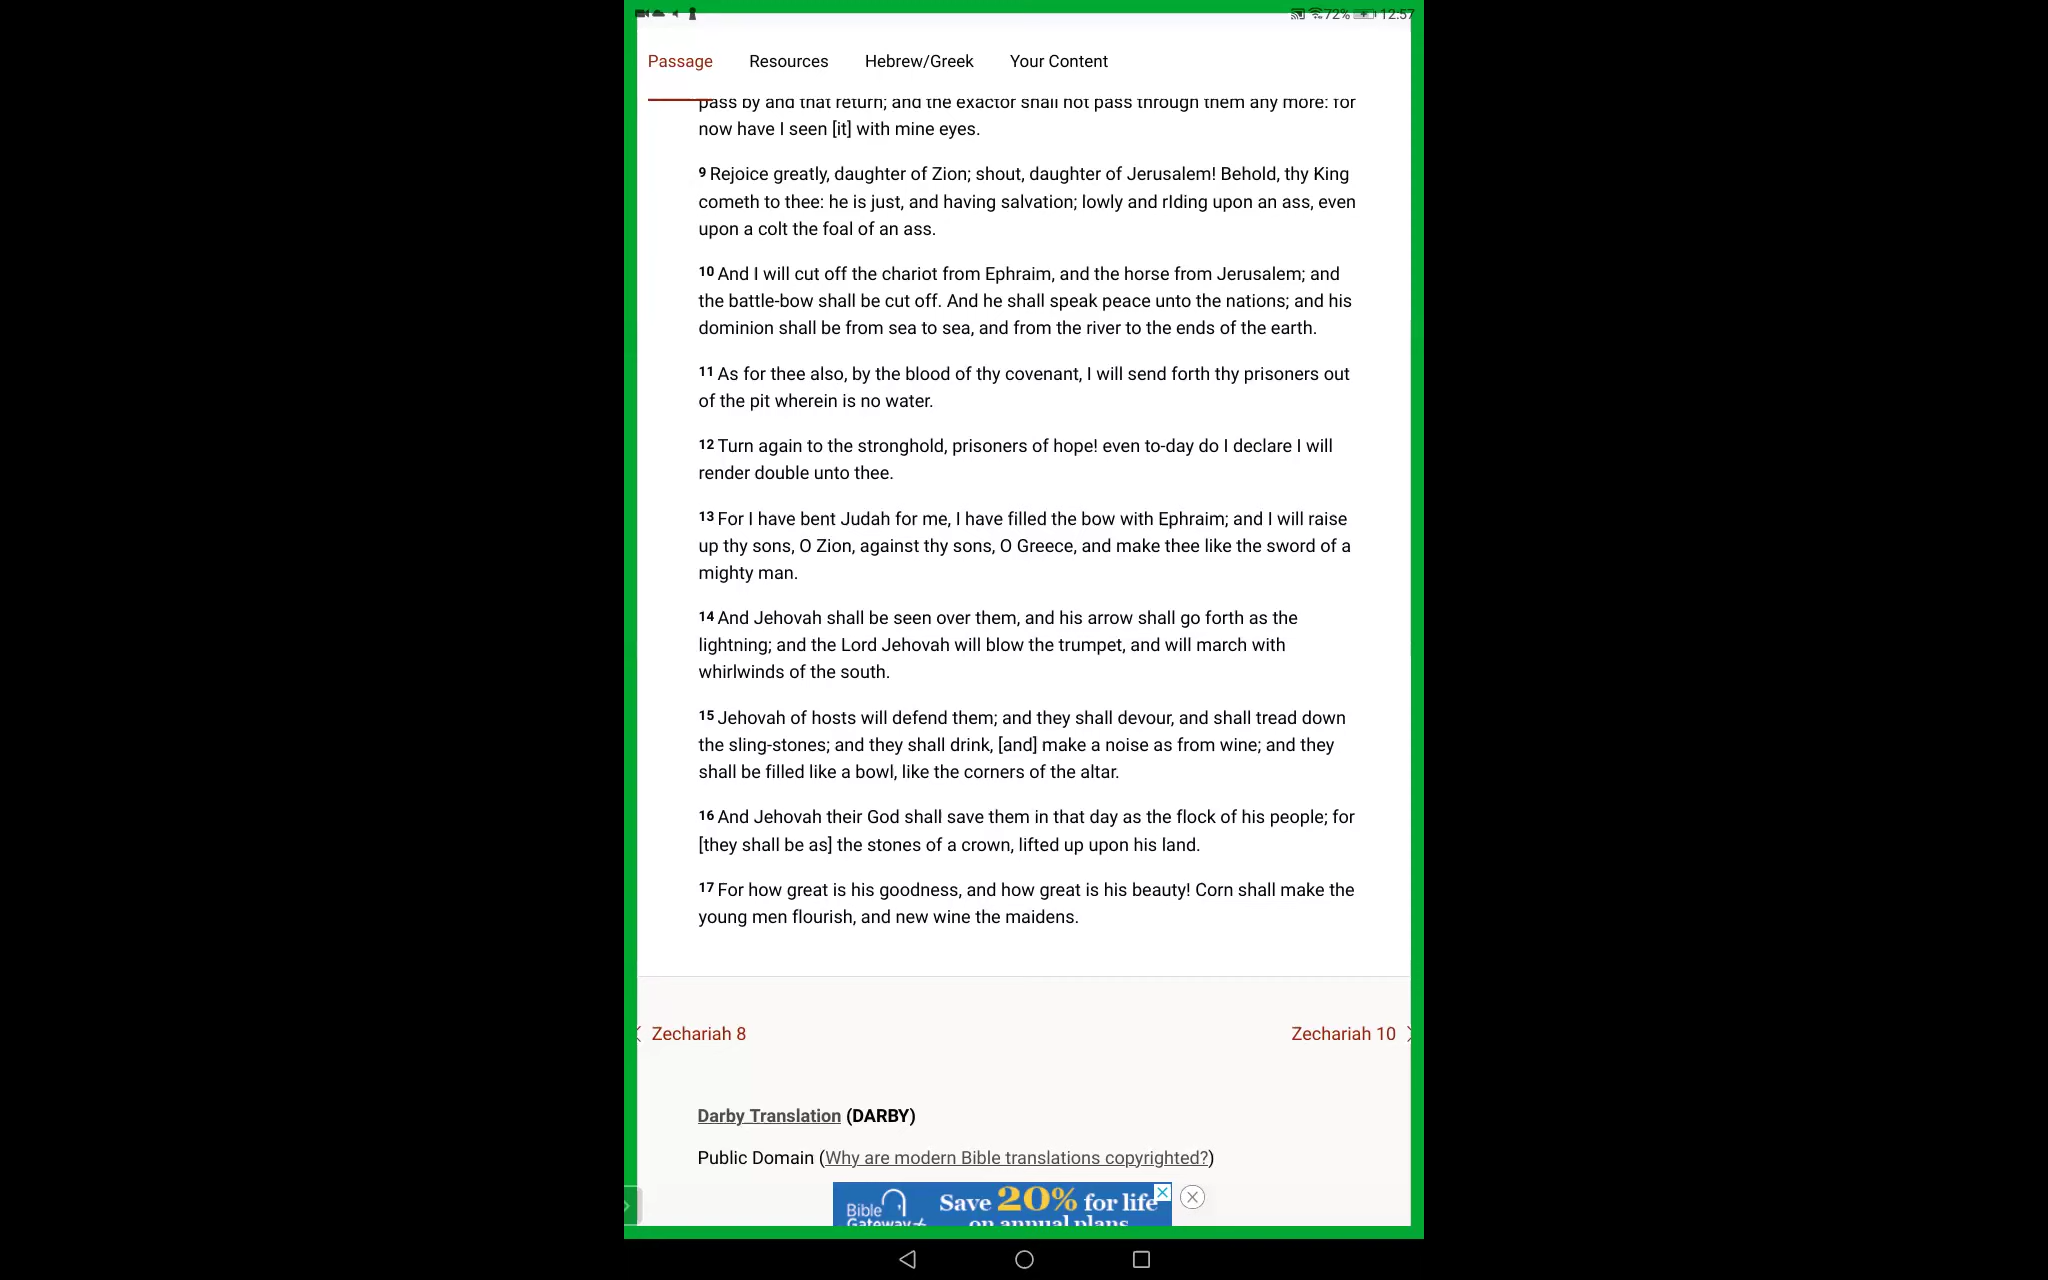 72% 12:57
Passage Resources Hebrew/Greek Your Content
pass by and that return; and the exactor shall not pass through them any more: for
now have I seen [it] with mine eyes.
9 Rejoice greatly, daughter of Zion; shout, daughter of Jerusalem! Behold, thy King
cometh to thee: he is just, and having salvation; lowly and rIding upon an ass, even
upon a colt the foal of an ass.
10 And I will cut off the chariot from Ephraim, and the horse from Jerusalem; and
the battle-bow shall be cut off. And he shall speak peace unto the nations; and his
dominion shall be from sea to sea, and from the river to the ends of the earth.
11 As for thee also, by the blood of thy covenant, I will send forth thy prisoners out
of the pit wherein is no water.
12 Turn again to the stronghold, prisoners of hope! even to-day do I declare I will
render double unto thee.
13 For I have bent Judah for me, I have filled the bow with Ephraim; and I will raise
up thy sons, O Zion, against thy sons, O Greece, and make thee like the sword of a
mighty man.
14 And Jehovah shall be seen over them, and his arrow shall go forth as the
lightning; and the Lord Jehovah will blow the trumpet, and will march with
whirlwinds of the south.
15 Jehovah of hosts will defend them; and they shall devour, and shall tread down
the sling-stones; and they shall drink, [and] make a noise as from wine; and they
shall be filled like a bowl, like the corners of the altar.
16 And Jehovah their God shall save them in that day as the flock of his people; for
[they shall be as] the stones of a crown, lifted up upon his land.
17 For how great is his goodness, and how great is his beauty! Corn shall make the
young men flourish, and new wine the maidens.
Zechariah 8 Zechariah 10
Darby Translation (DARBY)
Public Domain (Why are modern Bible translations copyrighted?)
Bible Save 20% for life
Gateway+ on annual plans